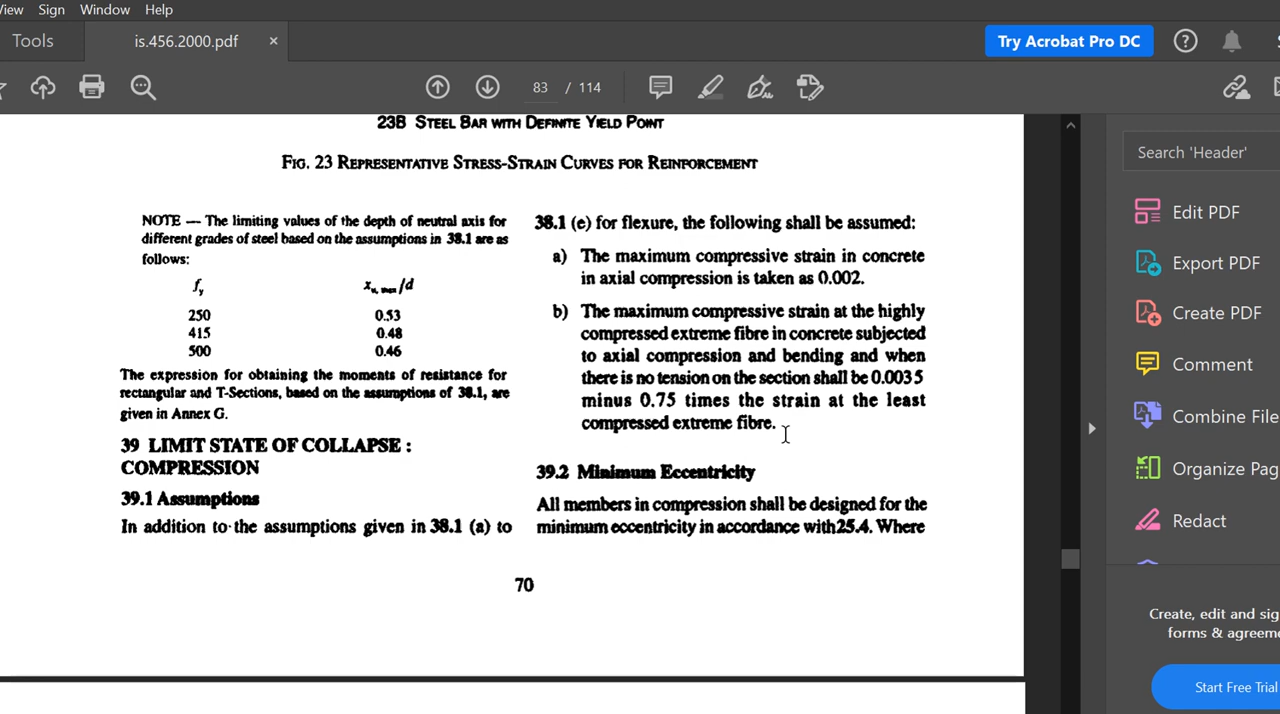 View Sign Window Help
Tools is.456.2000.pdf × Try Acrobat Pro DC
83 / 114
23B STEEL BAR WITH DEFINITE YIELD POINT
FIG. 23 REPRESENTATIVE STRESS-STRAIN CURVES FOR REINFORCEMENT
NOTE — The limiting values of the depth of neutral axis for
different grades of steel based on the assumptions in 38.1 are as
follows:
fy xu, max/d
250 0.53
415 0.48
500 0.46
The expression for obtaining the moments of resistance for
rectangular and T-Sections, based on the assumptions of 38.1, are
given in Annex G.
39 LIMIT STATE OF COLLAPSE :
COMPRESSION
39.1 Assumptions
In addition to the assumptions given in 38.1 (a) to
38.1 (e) for flexure, the following shall be assumed:
a) The maximum compressive strain in concrete
in axial compression is taken as 0.002.
b) The maximum compressive strain at the highly
compressed extreme fibre in concrete subjected
to axial compression and bending and when
there is no tension on the section shall be 0.0035
minus 0.75 times the strain at the least
compressed extreme fibre.
39.2 Minimum Eccentricity
All members in compression shall be designed for the
minimum eccentricity in accordance with 25.4. Where
70
Search 'Header'
Edit PDF
Export PDF
Create PDF
Comment
Combine File
Organize Pag
Redact
Create, edit and sig
forms & agreeme
Start Free Trial